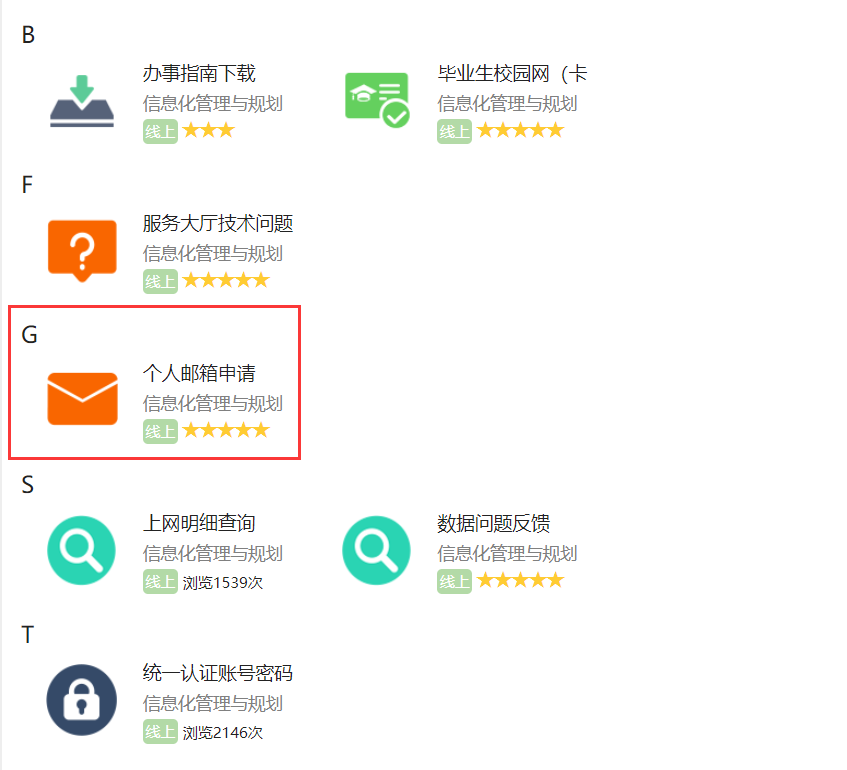 B
办事指南下载
信息化管理与规划
线上
毕业生校园网（卡
信息化管理与规划
线上
F
服务大厅技术问题
信息化管理与规划
线上
G
个人邮箱申请
信息化管理与规划
线上
S
上网明细查询
信息化管理与规划
线上 浏览1539次
数据问题反馈
信息化管理与规划
线上
T
统一认证账号密码
信息化管理与规划
线上 浏览2146次